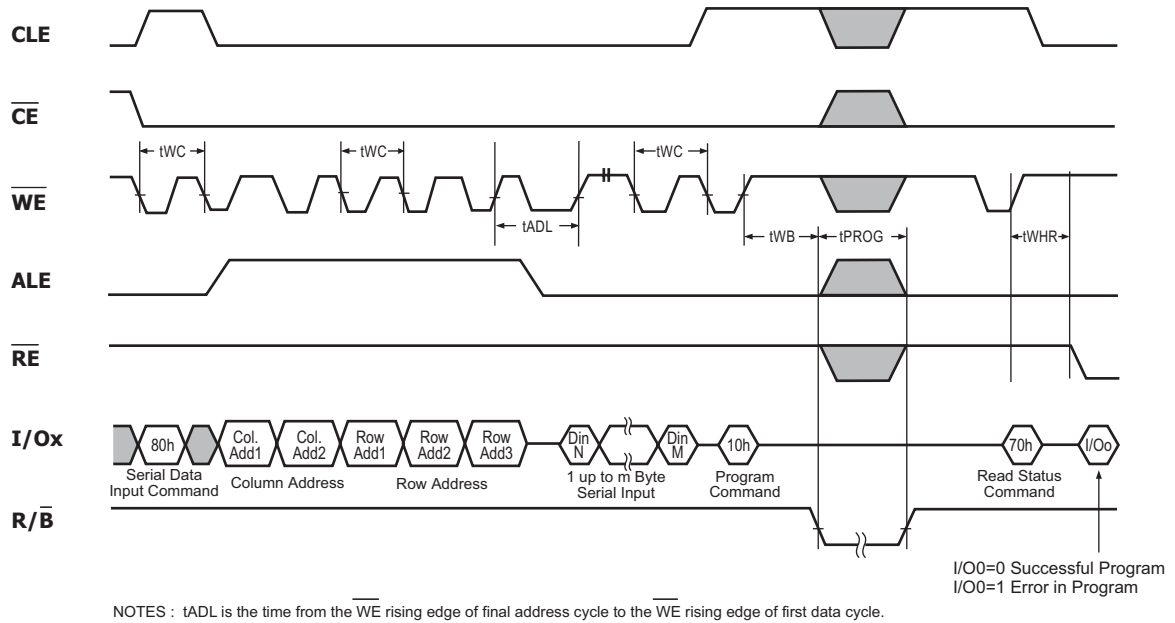 CLE
CE
tWC
tWC
tWC
WE
tADL
tWB
tPROG
tWHR
ALE
RE
I/Ox
80h
Col. Add1
Col. Add2
Row Add1
Row Add2
Row Add3
Din N
Din M
10h
70h
I/Oo
Serial Data Input Command
Column Address
Row Address
1 up to m Byte Serial Input
Program Command
Read Status Command
R/B
I/O0=0 Successful Program
I/O0=1 Error in Program
NOTES : tADL is the time from the WE rising edge of final address cycle to the WE rising edge of first data cycle.